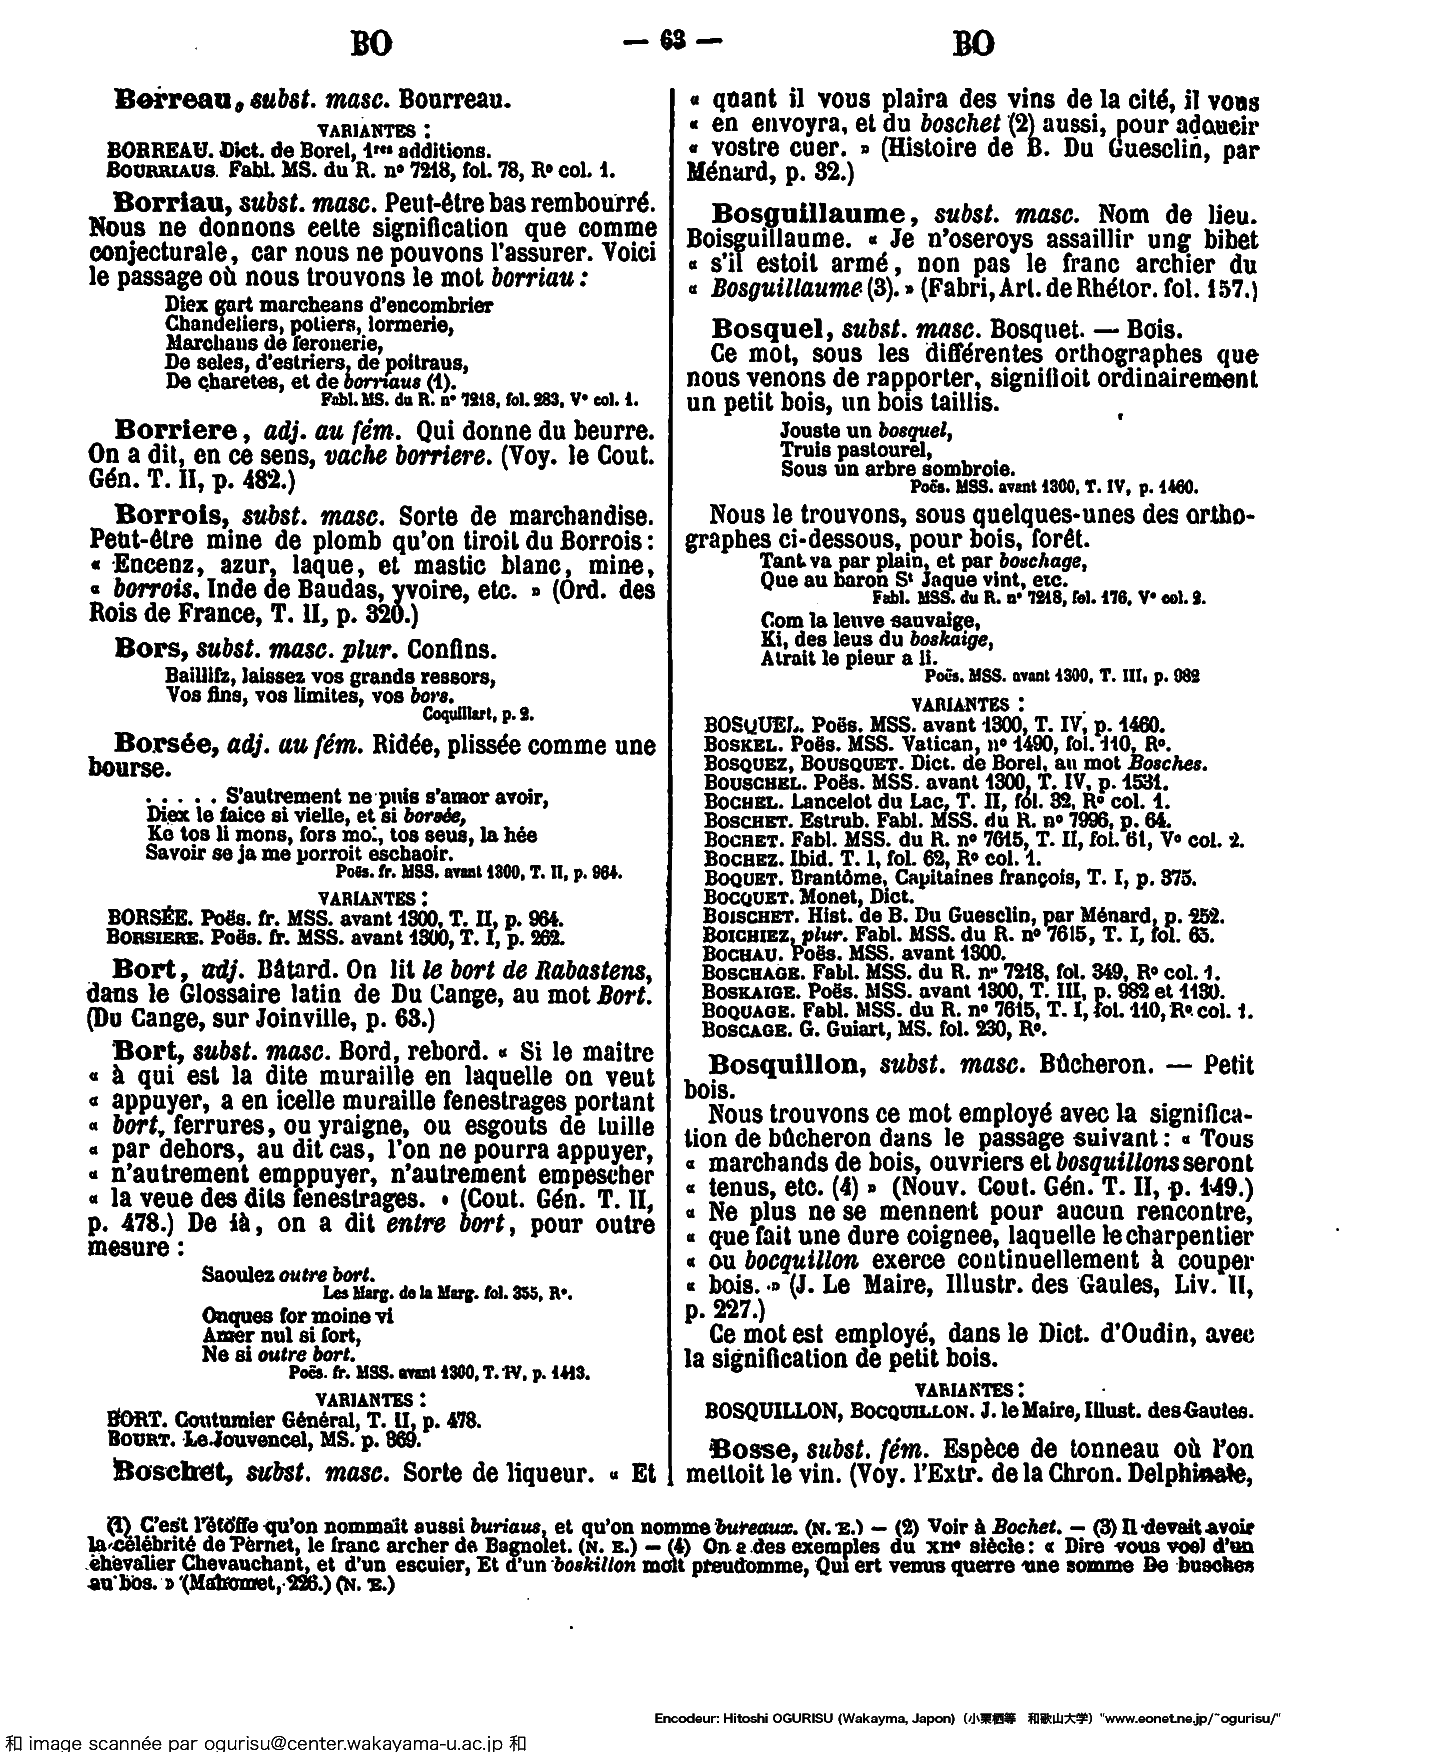 BO — 63 — BO
Borreau, subst. masc. Bourreau.
VARIANTES :
BORREAU. Dict. de Borel, 1res additions.
BOURRIAUS. Fabl. MS. du R. nº 7218, fol. 78, Rº col. 1.
Borriau, subst. masc. Peut-être bas rembourré.
Nous ne donnons cette signification que comme
conjecturale, car nous ne pouvons l'assurer. Voici
le passage où nous trouvons le mot borriau :
Diex gart marcheans d'encombrier
Chandeliers, potiers, lormerie,
Marchaus de feronerie,
De seles, d'estriers, de poitraus,
De charetes, et de borriaus (1).
Fabl. MS. du R. nº 7218, fol. 283, Vº col. 1.
Borriere, adj. au fém. Qui donne du beurre.
On a dit, en ce sens, vache borriere. (Voy. le Cout.
Gén. T. II, p. 482.)
Borrois, subst. masc. Sorte de marchandise.
Peut-être mine de plomb qu'on tiroit du Borrois :
« Encenz, azur, laque, et mastic blanc, mine,
« borrois. Inde de Baudas, yvoire, etc. » (Ord. des
Rois de France, T. II, p. 320.)
Bors, subst. masc. plur. Confins.
Baillifz, laissez vos grands ressors,
Vos fins, vos limites, vos bors.
Coquillart, p. 2.
Borsée, adj. au fém. Ridée, plissée comme une
bourse.
. . . . . S'autrement ne puis s'amor avoir,
Diex le faice si vielle, et si borsée,
Ke tos li mons, fors moi, tos seus, la hée
Savoir se ja me porroit eschaoir.
Poës. fr. MSS. avant 1300, T. II, p. 964.
VARIANTES :
BORSÉE. Poës. fr. MSS. avant 1300, T. II, p. 964.
BORSIERE. Poës. fr. MSS. avant 1300, T. I, p. 262.
Bort, adj. Bâtard. On lit le bort de Rabastens,
dans le Glossaire latin de Du Cange, au mot Bort.
(Du Cange, sur Joinville, p. 63.)
Bort, subst. masc. Bord, rebord. « Si le maitre
« à qui est la dite muraille en laquelle on veut
« appuyer, a en icelle muraille fenestrages portant
« bort, ferrures, ou yraigne, ou esgouts de tuille
« par dehors, au dit cas, l'on ne pourra appuyer,
« n'autrement emppuyer, n'autrement empescher
« la veue des dits fenestrages. » (Cout. Gén. T. II,
p. 478.) De là, on a dit entre bort, pour outre
mesure :
Saoulez outre bort.
Les Marg. de la Marg. fol. 355, Rº.
Onques for moine vi
Amer nul si fort,
Ne si outre bort.
Poës. fr. MSS. avant 1300, T. IV, p. 1413.
VARIANTES :
BORT. Coutumier Général, T. II, p. 478.
BOURT. Le Jouvencel, MS. p. 369.
Boschet, subst. masc. Sorte de liqueur. « Et
« quant il vous plaira des vins de la cité, il vous
« en envoyra, et du boschet (2) aussi, pour adoucir
« vostre cuer. » (Histoire de B. Du Guesclin, par
Ménard, p. 32.)
Bosguillaume, subst. masc. Nom de lieu.
Boisguillaume. « Je n'oseroys assaillir ung bibet
« s'il estoit armé, non pas le franc archier du
« Bosguillaume (3). » (Fabri, Art. de Rhétor. fol. 157.)
Bosquel, subst. masc. Bosquet. — Bois.
Ce mot, sous les différentes orthographes que
nous venons de rapporter, signifioit ordinairement
un petit bois, un bois taillis.
Jouste un bosquel,
Truis pastourel,
Sous un arbre sombroie.
Poës. MSS. avant 1300, T. IV, p. 1460.
Nous le trouvons, sous quelques-unes des ortho-
graphes ci-dessous, pour bois, forêt.
Tant va par plain, et par boschage,
Que au baron St Jaque vint, etc.
Fabl. MSS. du R. nº 7218, fol. 176, Vº col. 2.
Com la leuve sauvaige,
Ki, des leus du boskaige,
Atrait le pieur a li.
Poës. MSS. avant 1300, T. III, p. 982
VARIANTES :
BOSQUEL. Poës. MSS. avant 1300, T. IV, p. 1460.
BOSKEL. Poës. MSS. Vatican, nº 1490, fol. 110, Rº.
BOSQUEZ, BOUSQUET. Dict. de Borel, au mot Bosches.
BOUSCHEL. Poës. MSS. avant 1300, T. IV, p. 1531.
BOCHEL. Lancelot du Lac, T. II, fol. 32, Rº col. 1.
BOSCHET. Estrub. Fabl. MSS. du R. nº 7996, p. 64.
BOCHET. Fabl. MSS. du R. nº 7615, T. II, fol. 61, Vº col. 2.
BOCHEZ. Ibid. T. I, fol. 62, Rº col. 1.
BOQUET. Brantôme, Capitaines françois, T. I, p. 375.
BOCQUET. Monet, Dict.
BOISCHET. Hist. de B. Du Guesclin, par Ménard, p. 252.
BOICHIEZ, plur. Fabl. MSS. du R. nº 7615, T. I, fol. 65.
BOCHAU. Poës. MSS. avant 1300.
BOSCHAGE. Fabl. MSS. du R. nº 7218, fol. 349, Rº col. 1.
BOSKAIGE. Poës. MSS. avant 1300, T. III, p. 982 et 1130.
BOQUAGE. Fabl. MSS. du R. nº 7615, T. I, fol. 110, Rº col. 1.
BOSCAGE. G. Guiart, MS. fol. 230, Rº.
Bosquillon, subst. masc. Bûcheron. — Petit
bois.
Nous trouvons ce mot employé avec la significa-
tion de bûcheron dans le passage suivant : « Tous
« marchands de bois, ouvriers et bosquillons seront
« tenus, etc. (4) » (Nouv. Cout. Gén. T. II, p. 149.)
« Ne plus ne se mennent pour aucun rencontre,
« que fait une dure coignee, laquelle le charpentier
« ou bocquillon exerce continuellement à couper
« bois. » (J. Le Maire, Illustr. des Gaules, Liv. II,
p. 227.)
Ce mot est employé, dans le Dict. d'Oudin, avec
la signification de petit bois.
VARIANTES :
BOSQUILLON, BOCQUILLON. J. le Maire, Illust. des Gaules.
Bosse, subst. fém. Espèce de tonneau où l'on
mettoit le vin. (Voy. l'Extr. de la Chron. Delphinale,
(1) C'est l'étoffe qu'on nommait aussi buriaus, et qu'on nomme bureaux. (N. E.) — (2) Voir à Bochet. — (3) Il devait avoir
la célébrité de Pernet, le franc archer de Bagnolet. (N. E.) — (4) On a des exemples du XIIe siècle : « Dire vous voel d'un
chevalier Chevauchant, et d'un escuier, Et d'un boskillon molt preudomme, Qui ert venus querre une somme De busches
au bos. » (Mahomet, 226.) (N. E.)
Encodeur: Hitoshi OGURISU (Wakayma, Japon) (小栗栖等 和歌山大学) "www.eonet.ne.jp/~ogurisu/"
和 image scannée par ogurisu@center.wakayama-u.ac.jp 和